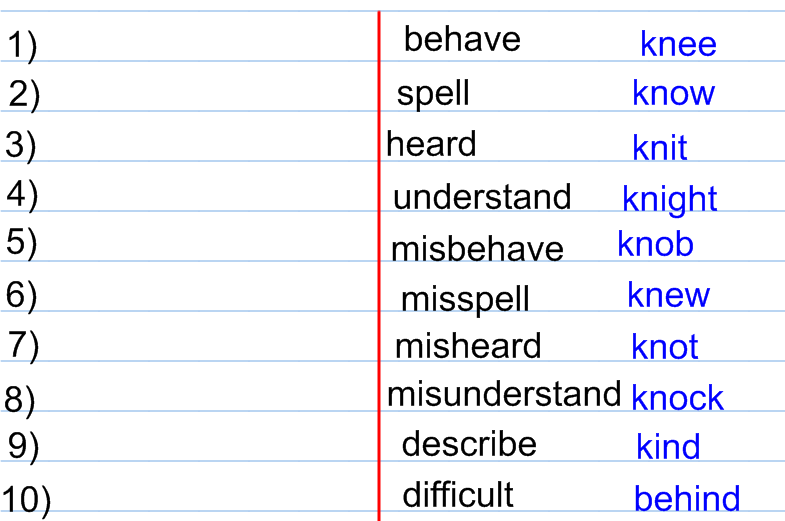 1) behave knee
2) spell know
3) heard knit
4) understand knight
5) misbehave knob
6) misspell knew
7) misheard knot
8) misunderstand knock
9) describe kind
10) difficult behind